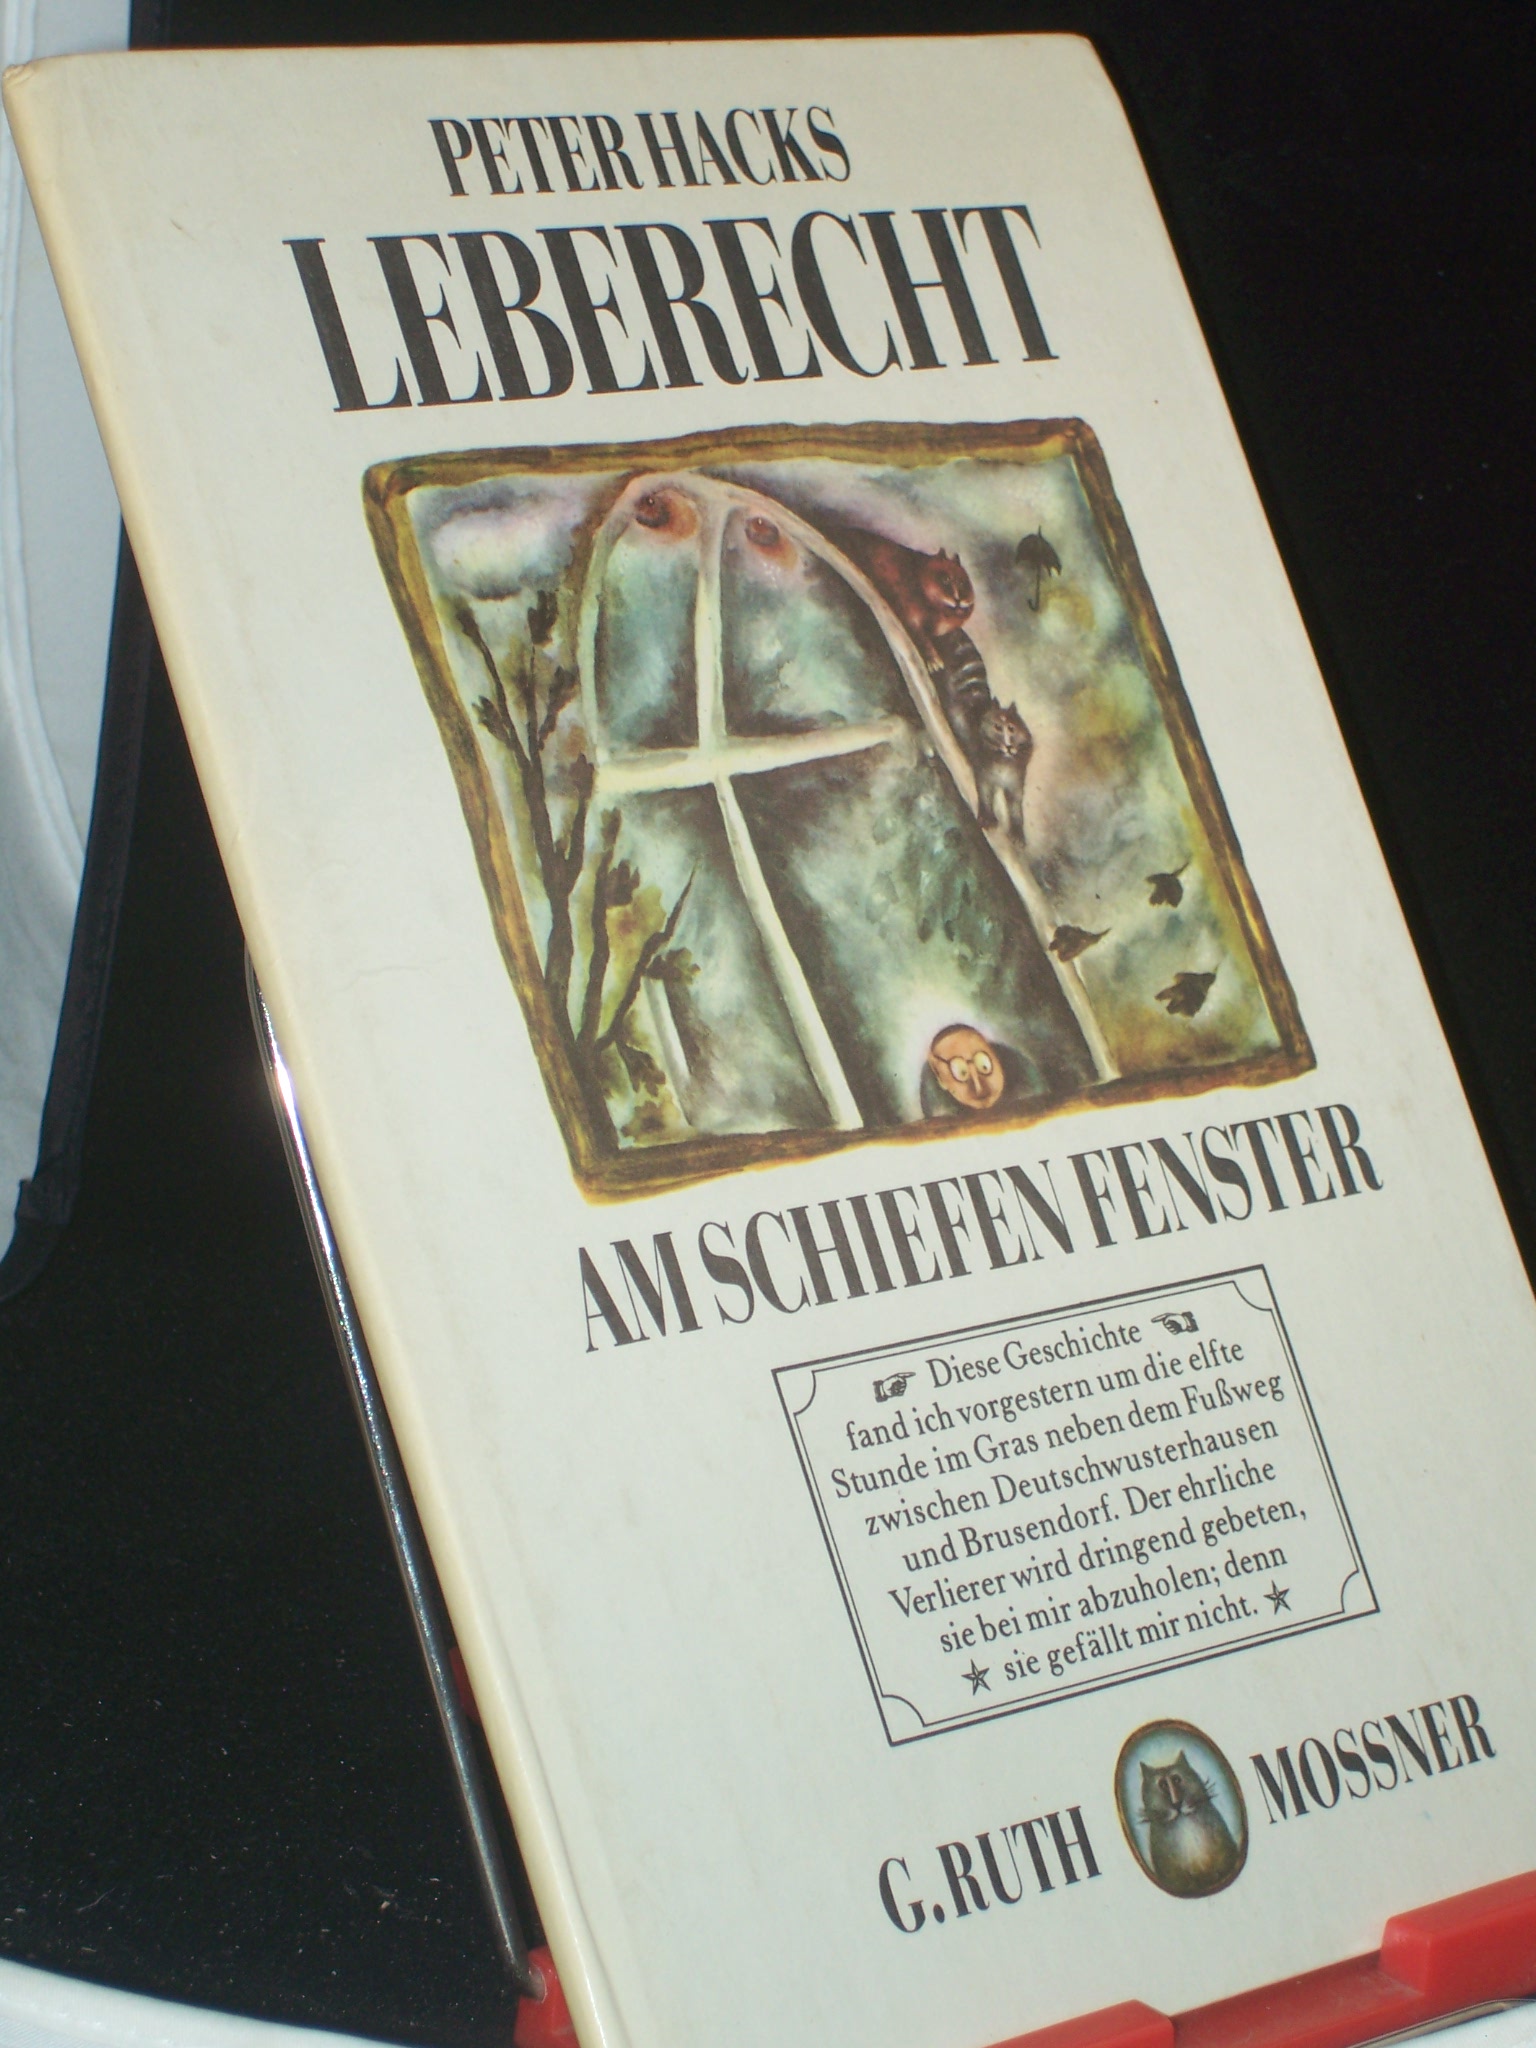 PETER HACKS
LEBERECHT
AM SCHIEFEN FENSTER
Diese Geschichte
fand ich vorgestern um die elfte
Stunde im Gras neben dem Fußweg
zwischen Deutschwusterhausen
und Brusendorf. Der ehrliche
Verlierer wird dringend gebeten,
sie bei mir abzuholen; denn
sie gefällt mir nicht.
G. RUTH MOSSNER